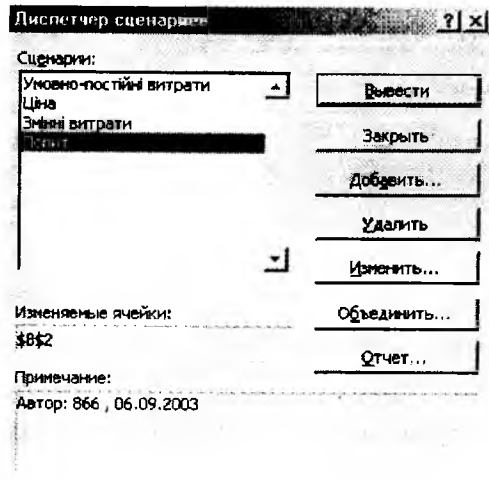 Диспетчер сценариев
Сценарии:
Умовно-постійні витрати
Ціна
Змінні витрати
Попит
Вывести
Закрыть
Добавить...
Удалить
Изменить...
Объединить...
Отчет...
Изменяемые ячейки:
$B$2
Примечание:
Автор: 866 , 06.09.2003